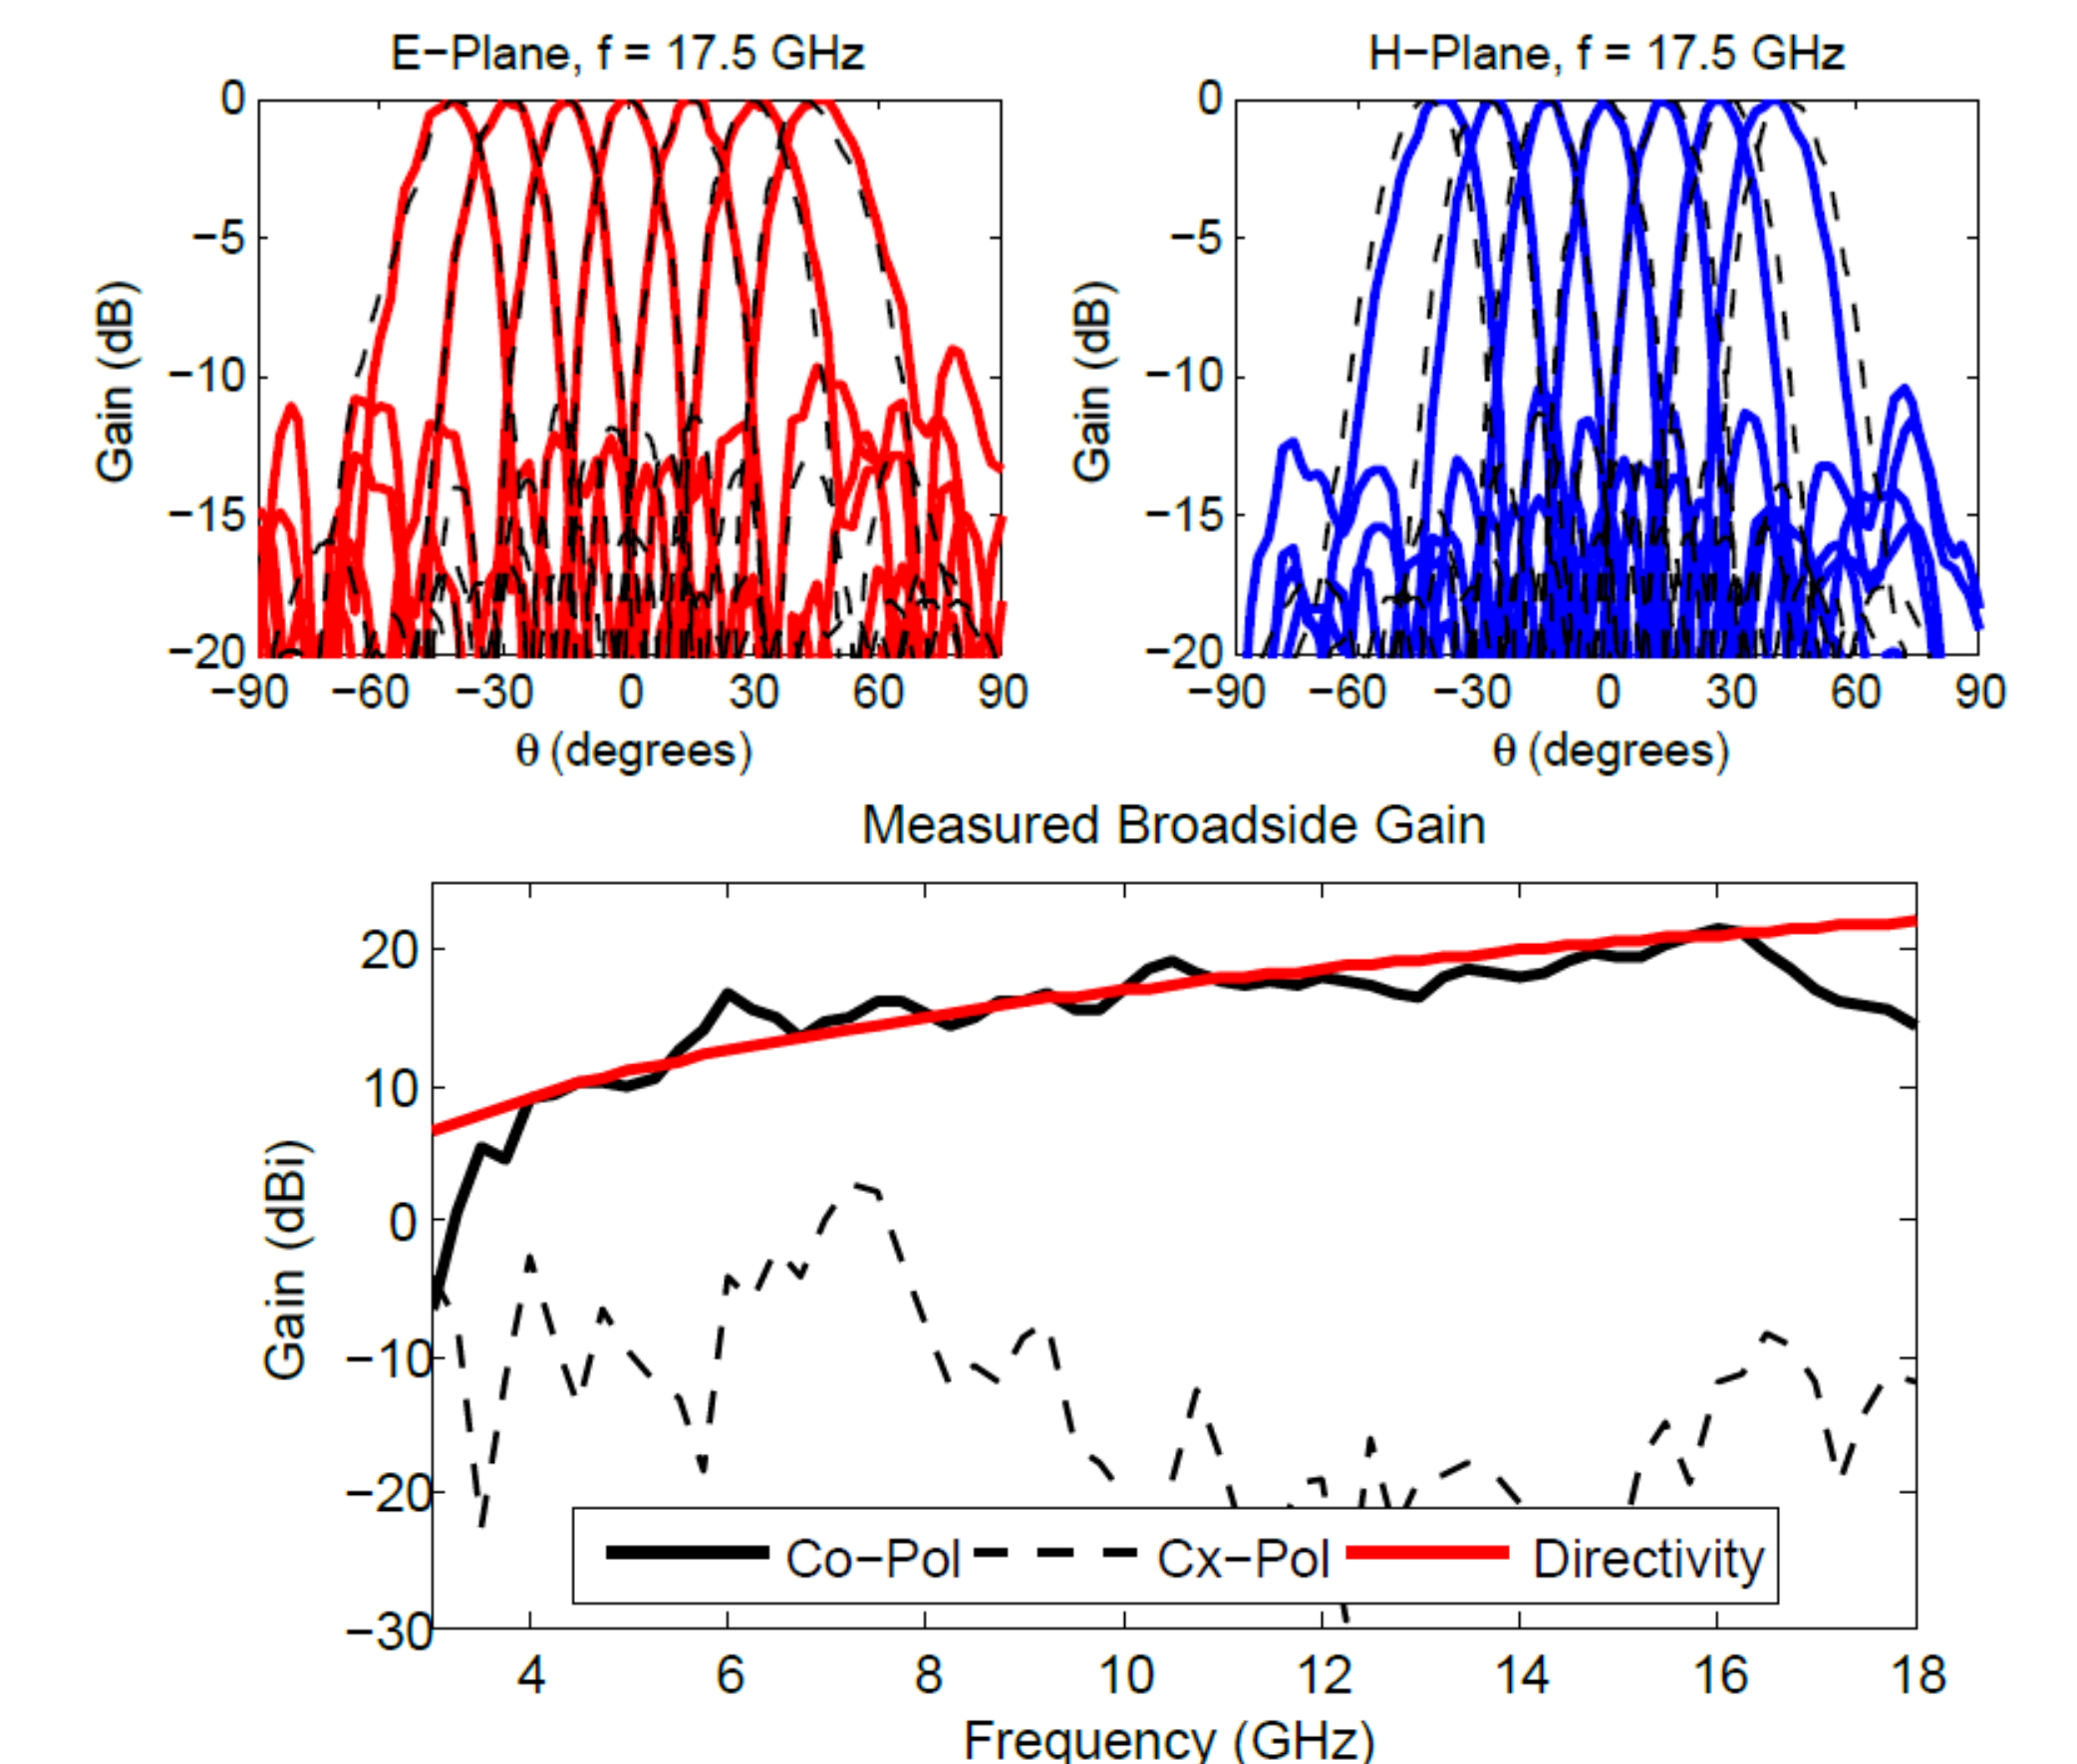 E−Plane, f = 17.5 GHz
0
−5
−10
−15
−20
Gain (dB)
−90 −60 −30 0 30 60 90
θ (degrees)
H−Plane, f = 17.5 GHz
0
−5
−10
−15
−20
Gain (dB)
−90 −60 −30 0 30 60 90
θ (degrees)
Measured Broadside Gain
20
10
0
−10
−20
−30
Gain (dBi)
Co−Pol Cx−Pol Directivity
4 6 8 10 12 14 16 18
Frequency (GHz)